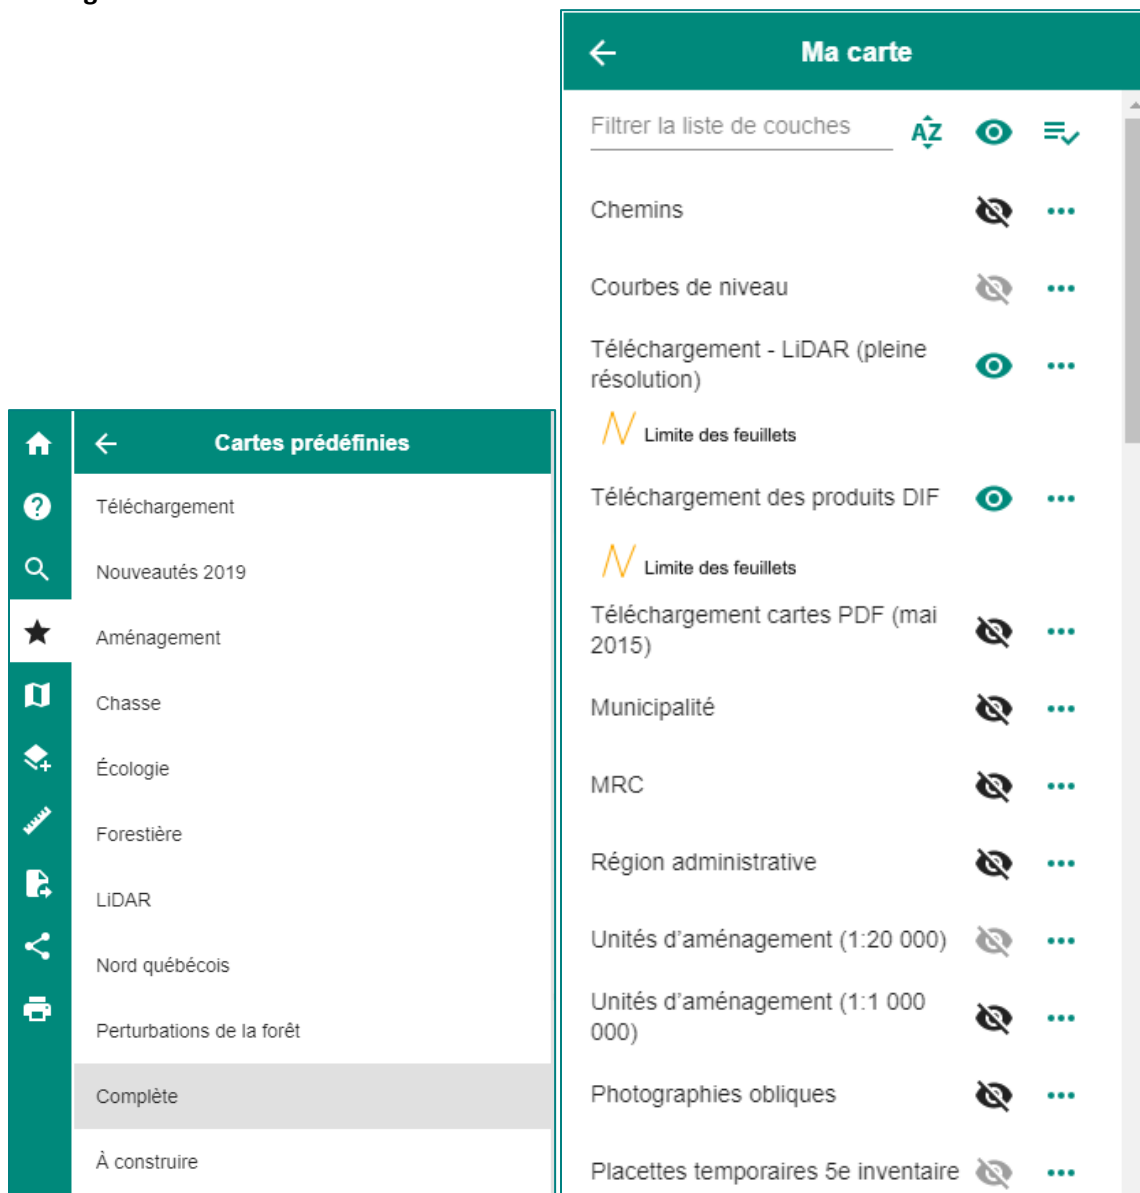 Cartes prédéfinies
Téléchargement
Nouveautés 2019
Aménagement
Chasse
Écologie
Forestière
LiDAR
Nord québécois
Perturbations de la forêt
Complète
À construire
Ma carte
Filtrer la liste de couches
AZ
Chemins
Courbes de niveau
Téléchargement - LiDAR (pleine
résolution)
Limite des feuillets
Téléchargement des produits DIF
Limite des feuillets
Téléchargement cartes PDF (mai
2015)
Municipalité
MRC
Région administrative
Unités d'aménagement (1:20 000)
Unités d'aménagement (1:1 000
000)
Photographies obliques
Placettes temporaires 5e inventaire